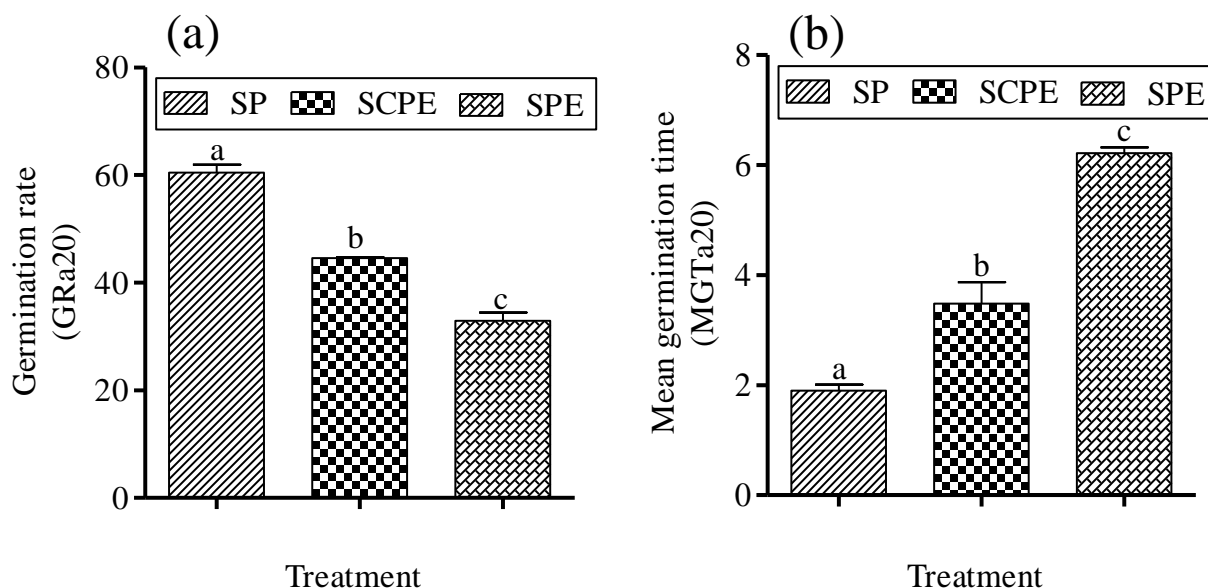 (a)
80
60
40
20
0
Germination rate
(GRa20)
SP SCPE SPE
a
b
c
Treatment
(b)
8
6
4
2
0
Mean germination time
(MGTa20)
SP SCPE SPE
a
b
c
Treatment